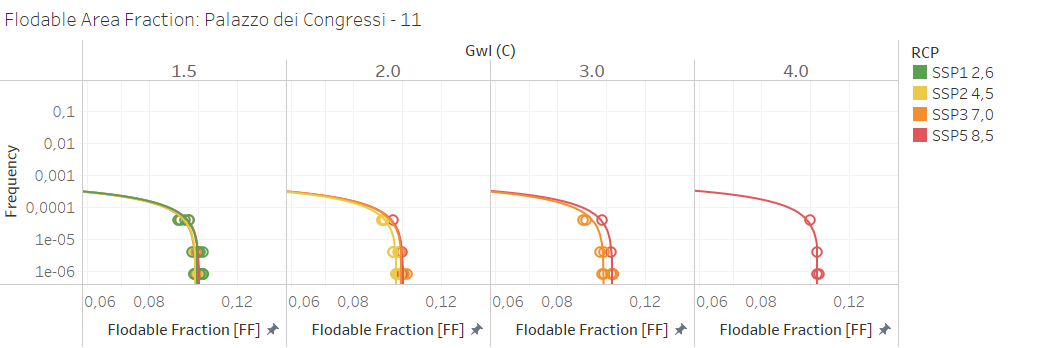 Flodable Area Fraction: Palazzo dei Congressi - 11
Gwl (C)
1.5 2.0 3.0 4.0
RCP
SSP1 2,6
SSP2 4,5
SSP3 7,0
SSP5 8,5
Frequency
0,1
0,01
0,001
0,0001
1e-05
1e-06
0,06 0,08 0,12 0,06 0,08 0,12 0,06 0,08 0,12 0,06 0,08 0,12
Flodable Fraction [FF] Flodable Fraction [FF] Flodable Fraction [FF] Flodable Fraction [FF]